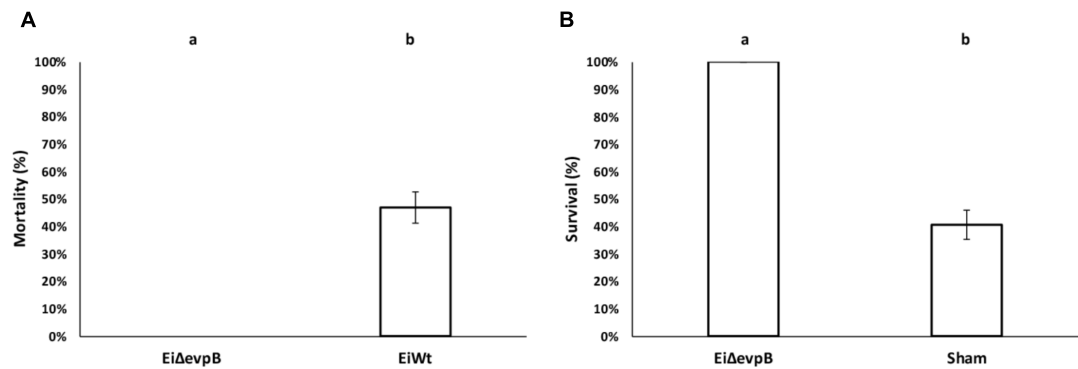 A
a b
Mortality (%)
100%
90%
80%
70%
60%
50%
40%
30%
20%
10%
0%
EiΔevpB EiWt
B
a b
Survival (%)
100%
90%
80%
70%
60%
50%
40%
30%
20%
10%
0%
EiΔevpB Sham